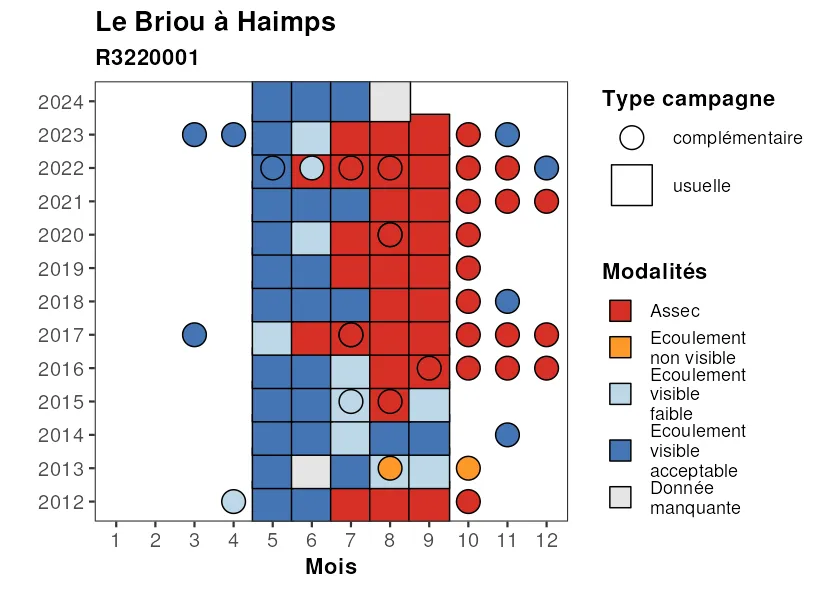 Le Briou à Haimps
R3220001
2024
2023
2022
2021
2020
2019
2018
2017
2016
2015
2014
2013
2012
1 2 3 4 5 6 7 8 9 10 11 12
Mois
Type campagne
complémentaire
usuelle
Modalités
Assec
Ecoulement
non visible
Ecoulement
visible
faible
Ecoulement
visible
acceptable
Donnée
manquante